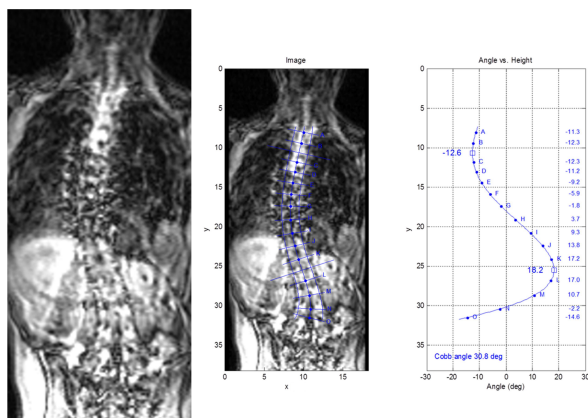 Image
0
5
10
15
20
25
30
35
y
0
5
10
15
x
L
M
Angle vs. Height
0
5
10
15
20
25
30
35
y
-30
-20
-10
0
10
20
30
Angle (deg)
A -11.3
B -12.3
-12.6
C -12.3
D -11.2
E -9.2
F -5.9
G -1.8
H 3.7
I 9.3
J 13.8
K 17.2
18.2
L 17.0
M 10.7
N -2.2
O -14.6
Cobb angle 30.8 deg